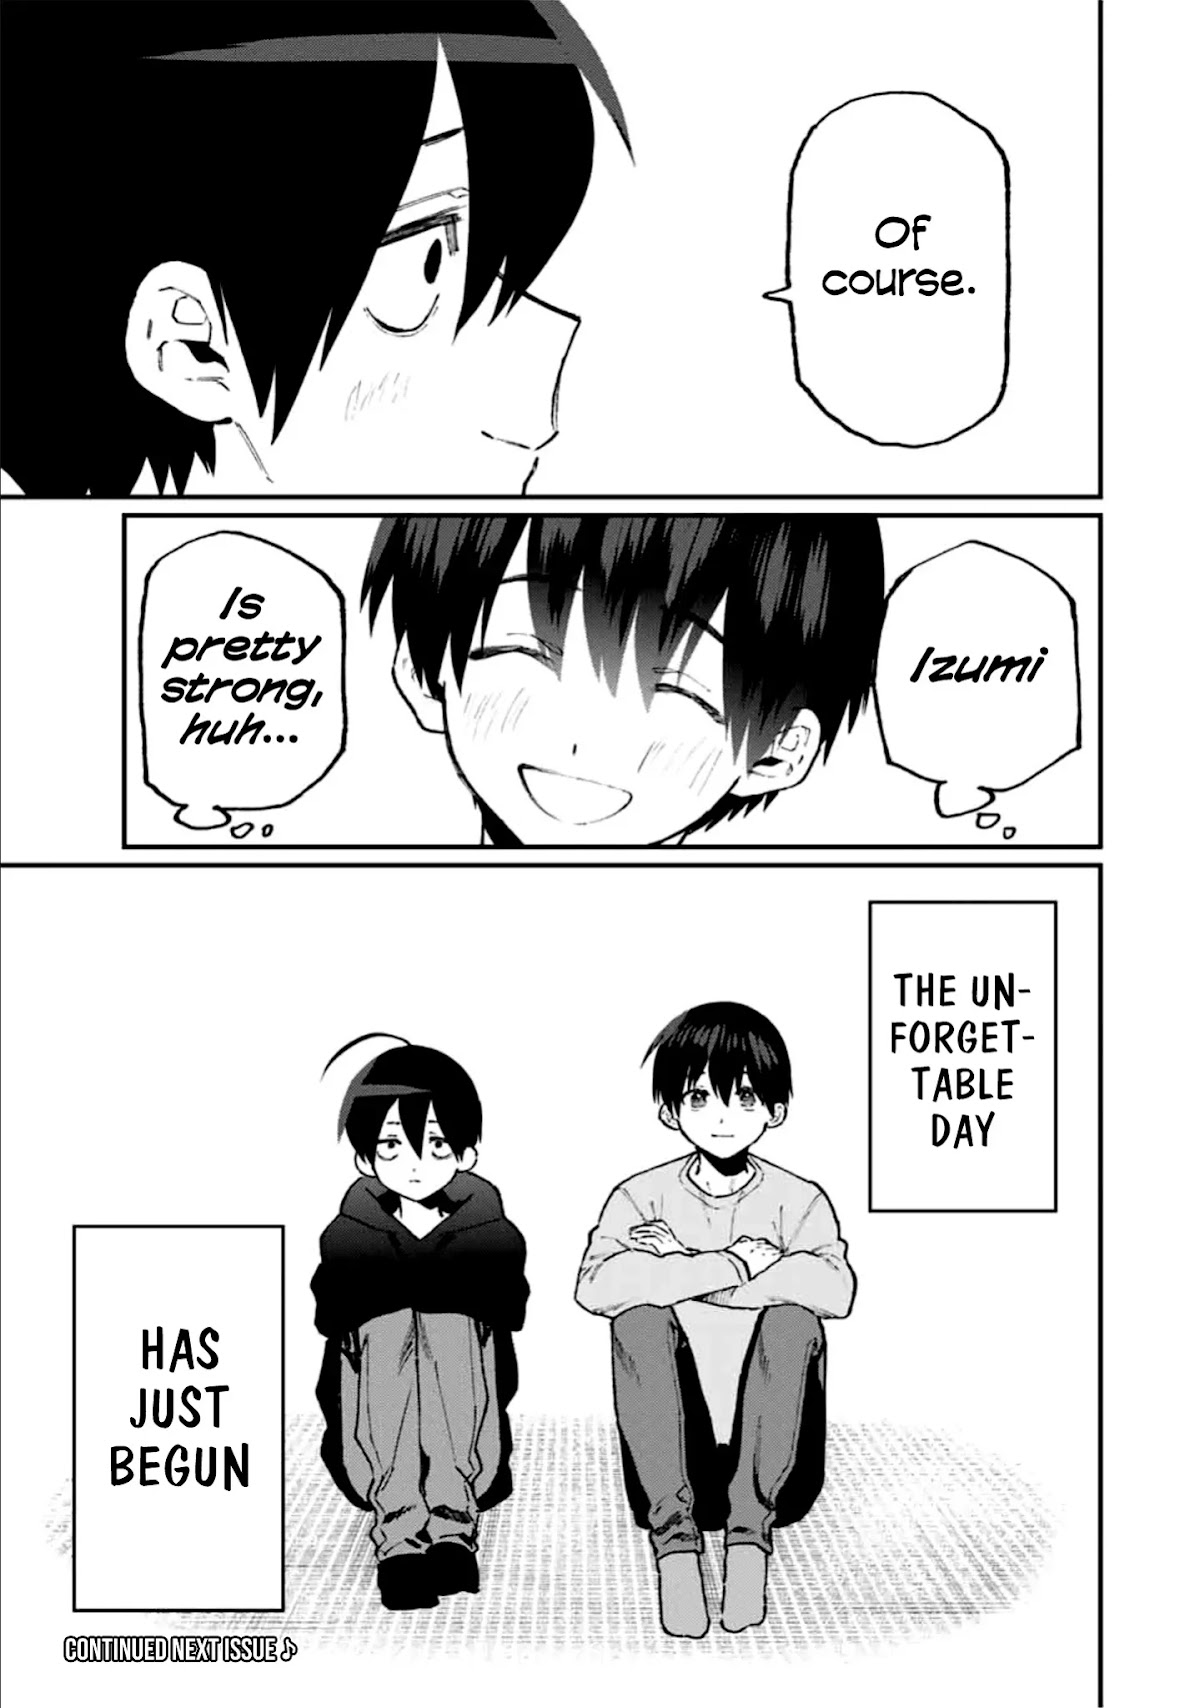 Of
course.
Izumi
Is
pretty
strong,
huh...
THE UN-
FORGET-
TABLE
DAY
HAS
JUST
BEGUN
CONTINUED NEXT ISSUE ♪